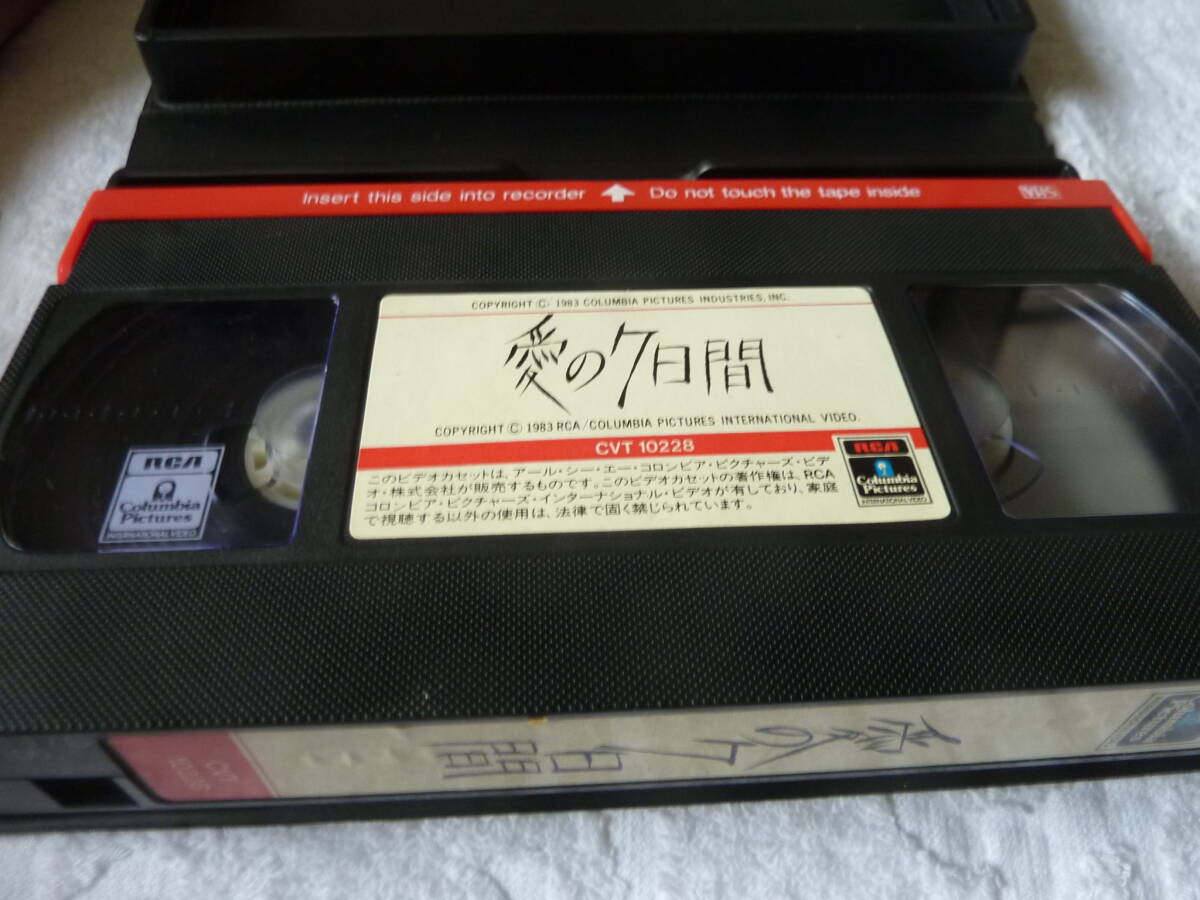 Insert this side into recorder Do not touch the tape inside VHS
COPYRIGHT © 1983 COLUMBIA PICTURES INDUSTRIES, INC.
愛の7日間
COPYRIGHT © 1983 RCA/COLUMBIA PICTURES INTERNATIONAL VIDEO.
CVT 10228
このビデオカセットは、アール・シー・エー・コロンビア・ピクチャーズ・ビデ
オ・株式会社が販売するものです。このビデオカセットの著作権は、RCA
コロンビア・ピクチャーズ・インターナショナル・ビデオが有しており、家庭
で視聴する以外の使用は、法律で固く禁じられています。
RCA
Columbia
Pictures
INTERNATIONAL VIDEO
RCA
Columbia
Pictures
INTERNATIONAL VIDEO
愛の7日間
CVT
10228